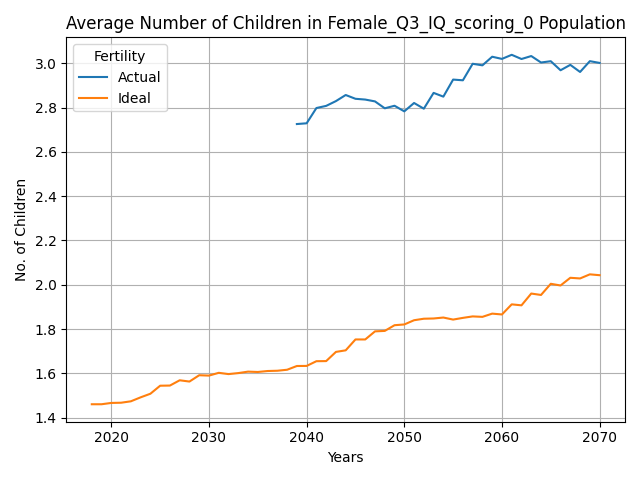 Average Number of Children in Female_Q3_IQ_scoring_0 Population
Fertility
Actual
Ideal
No. of Children
3.0
2.8
2.6
2.4
2.2
2.0
1.8
1.6
1.4
2020 2030 2040 2050 2060 2070
Years